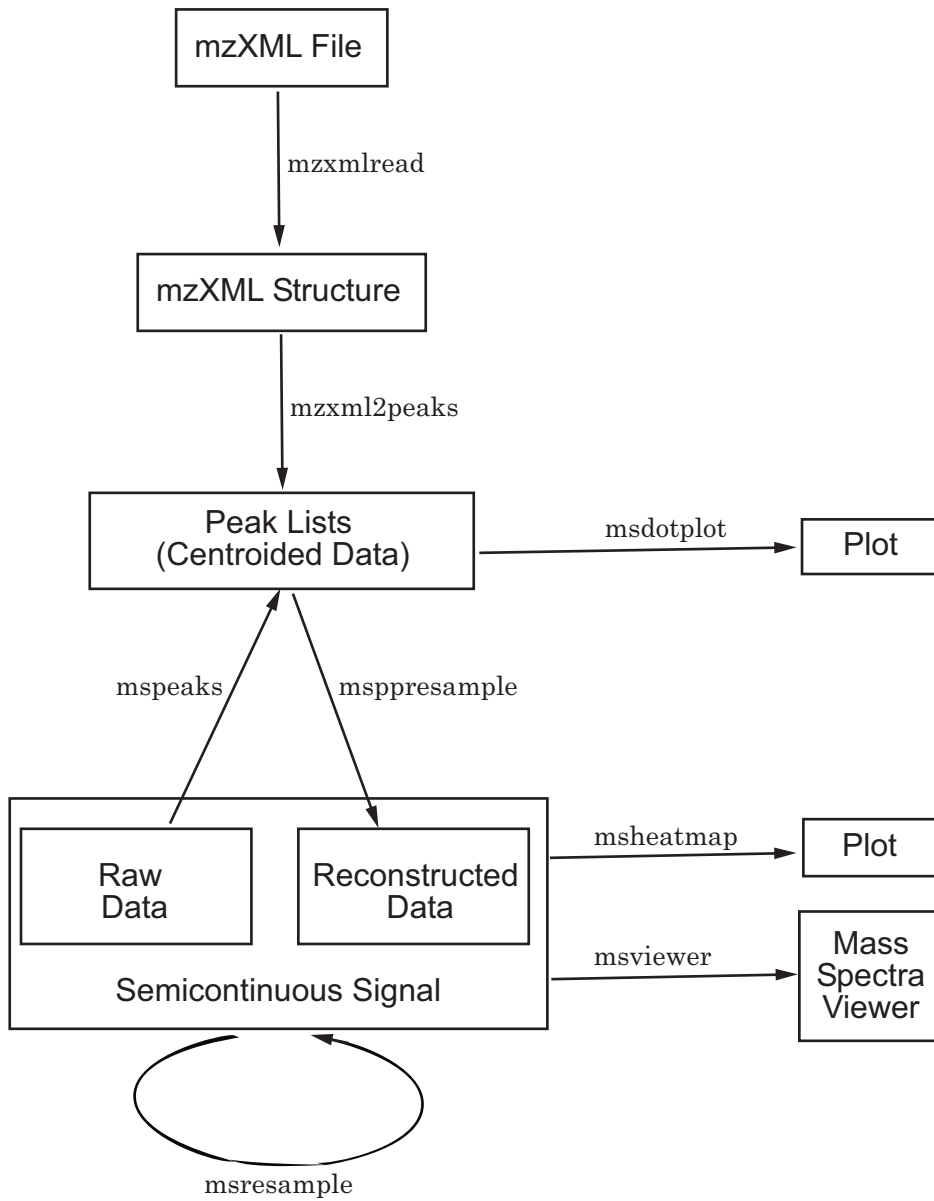 mzXML File
mzxmlread
mzXML Structure
mzxml2peaks
Peak Lists
(Centroided Data)
msdotplot
Plot
mspeaks
msppresample
Raw
Data
Reconstructed
Data
Semicontinuous Signal
msheatmap
Plot
msviewer
Mass
Spectra
Viewer
msresample